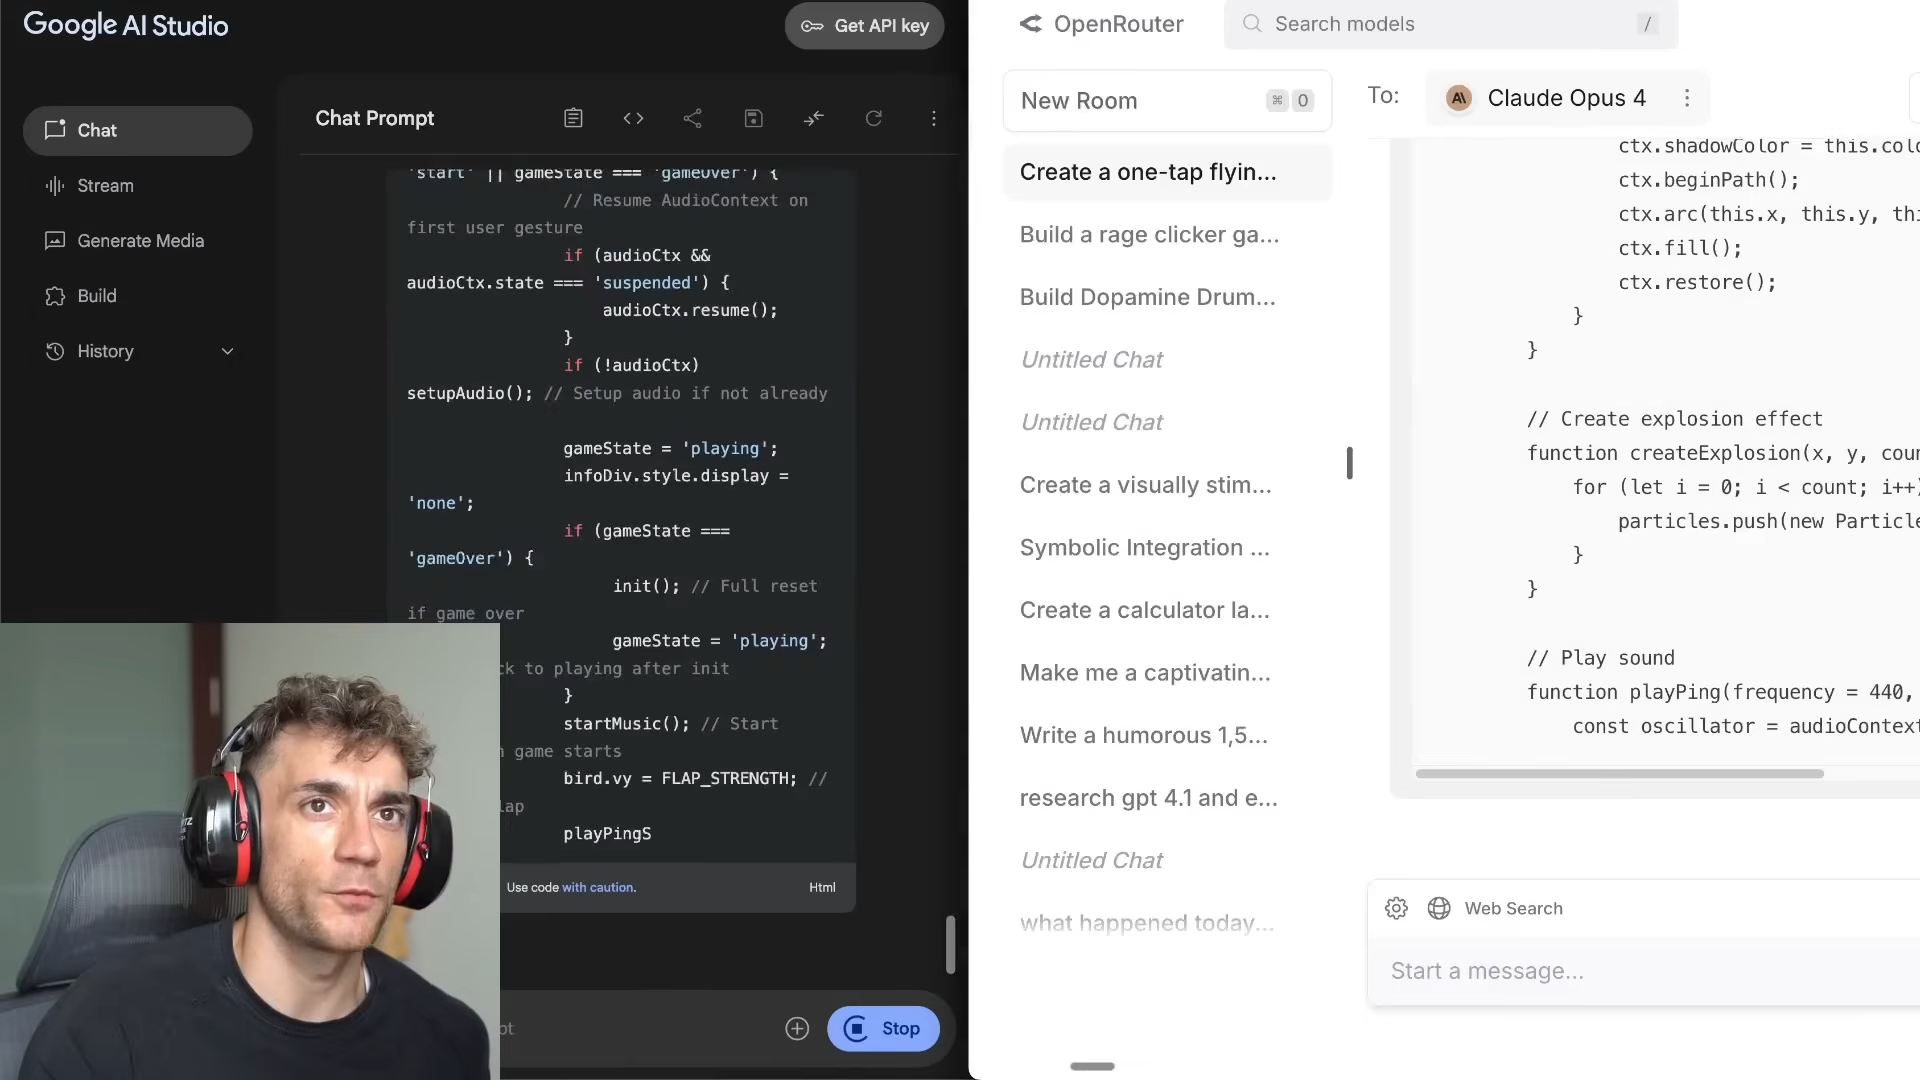 Google AI Studio
Get API key
Chat
Stream
Generate Media
Build
History
Chat Prompt
'start' || gameState === 'gameOver') {
// Resume AudioContext on
first user gesture
if (audioCtx &&
audioCtx.state === 'suspended') {
audioCtx.resume();
}
if (!audioCtx)
setupAudio(); // Setup audio if not already
gameState = 'playing';
infoDiv.style.display =
'none';
if (gameState ===
'gameOver') {
init(); // Full reset
if game over
gameState = 'playing';
to playing after init
}
startMusic(); // Start
game starts
bird.vy = FLAP_STRENGTH; //
playPingS
Use code with caution.
Html
Stop
OpenRouter
Search models
/
New Room
⌘ O
Create a one-tap flyin...
Build a rage clicker ga...
Build Dopamine Drum...
Untitled Chat
Untitled Chat
Create a visually stim...
Symbolic Integration ...
Create a calculator la...
Make me a captivatin...
Write a humorous 1,5...
research gpt 4.1 and e...
Untitled Chat
what happened today...
To:
Claude Opus 4
ctx.shadowColor = this.colo
ctx.beginPath();
ctx.arc(this.x, this.y, thi
ctx.fill();
ctx.restore();
}
}
// Create explosion effect
function createExplosion(x, y, coun
for (let i = 0; i < count; i++)
particles.push(new Particle
}
}
// Play sound
function playPing(frequency = 440,
const oscillator = audioContext
Web Search
Start a message...